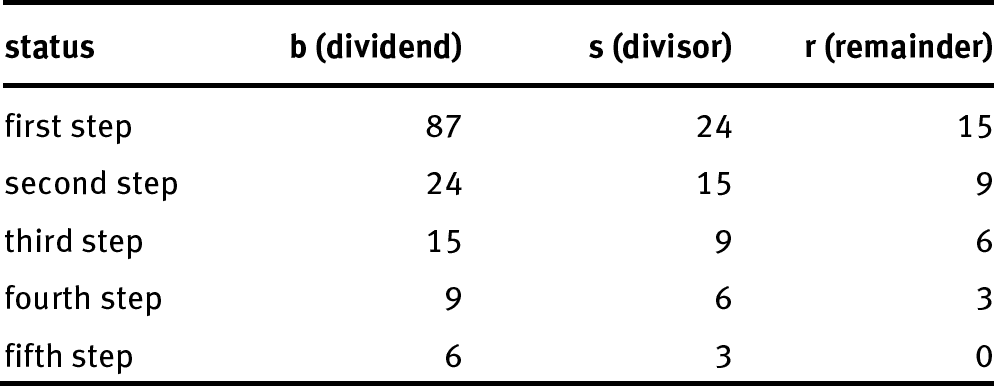 status b (dividend) s (divisor) r (remainder)
first step 87 24 15
second step 24 15 9
third step 15 9 6
fourth step 9 6 3
fifth step 6 3 0